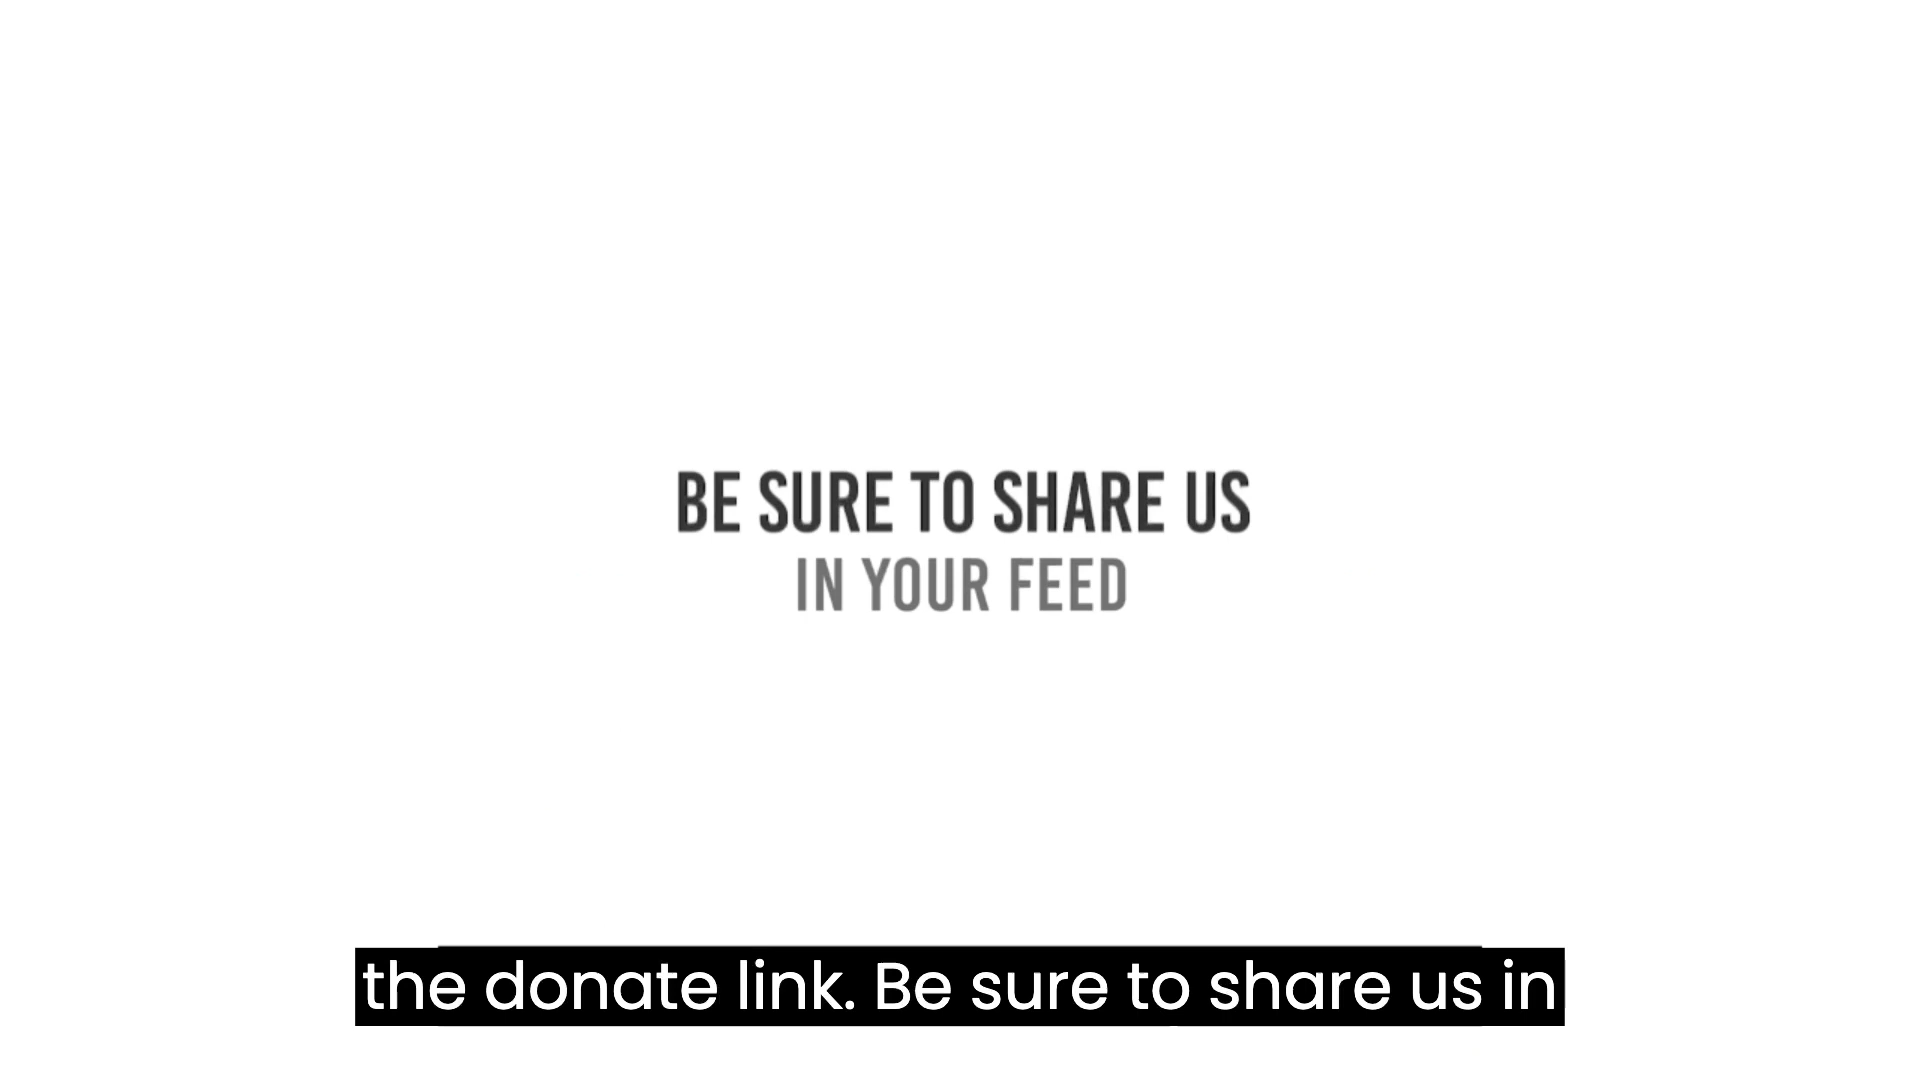 BE SURE TO SHARE US
IN YOUR FEED
the donate link. Be sure to share us in